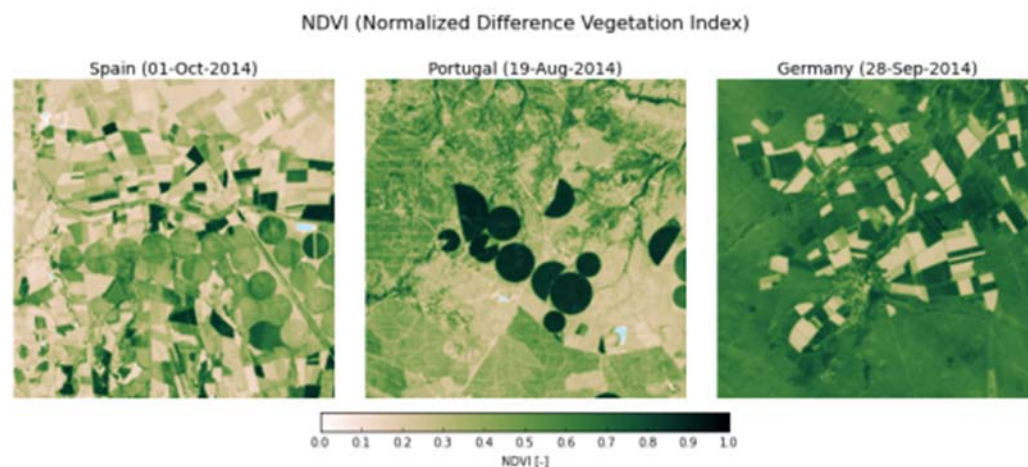 NDVI (Normalized Difference Vegetation Index)
Spain (01-Oct-2014)
Portugal (19-Aug-2014)
Germany (28-Sep-2014)
0.0 0.1 0.2 0.3 0.4 0.5 0.6 0.7 0.8 0.9 1.0
NDVI [-]